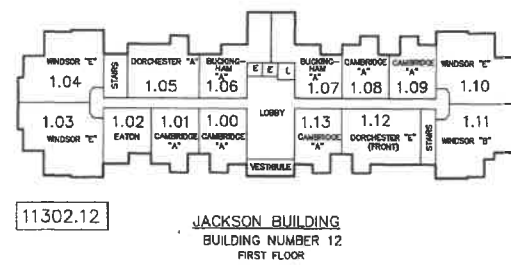 WINDSOR "E"
1.04
STAIRS
DORCHESTER "A"
1.05
BUCKING-
HAM
"A"
1.06
E E L
BUCKING-
HAM
"A"
1.07
CAMBRIDGE
"A"
1.08
CAMBRIDGE
"A"
1.09
WINDSOR "E"
1.10
1.03
WINDSOR "E"
1.02
EATON
1.01
CAMBRIDGE
"A"
1.00
CAMBRIDGE
"A"
LOBBY
VESTIBULE
1.13
CAMBRIDGE
"A"
1.12
DORCHESTER "E"
(FRONT)
STAIRS
1.11
WINDSOR "B"
11302.12
JACKSON BUILDING
BUILDING NUMBER 12
FIRST FLOOR